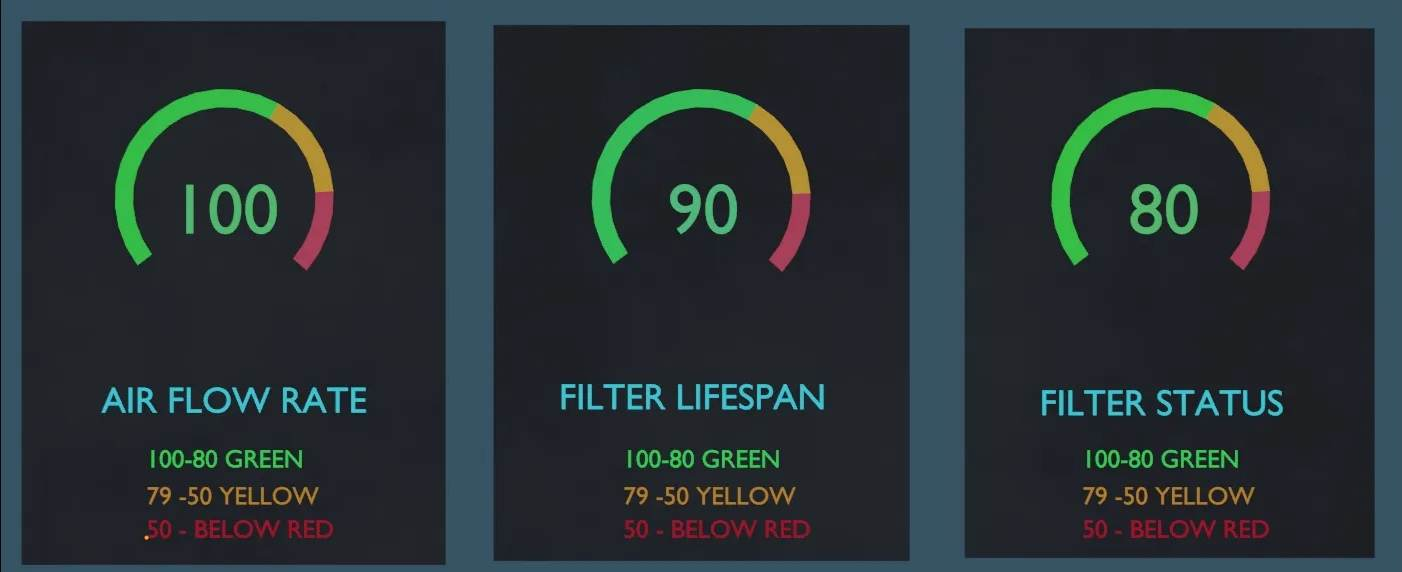 100
AIR FLOW RATE
100-80 GREEN
79 -50 YELLOW
50 - BELOW RED
90
FILTER LIFESPAN
100-80 GREEN
79 -50 YELLOW
50 - BELOW RED
80
FILTER STATUS
100-80 GREEN
79 -50 YELLOW
50 - BELOW RED